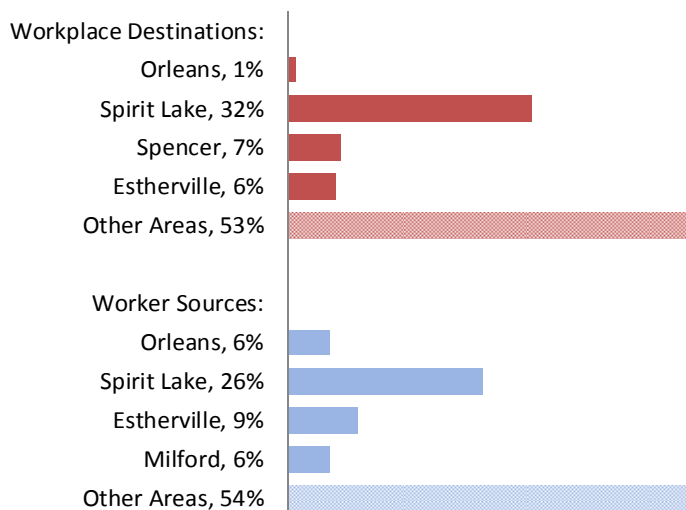 Workplace Destinations:
Orleans, 1%
Spirit Lake, 32%
Spencer, 7%
Estherville, 6%
Other Areas, 53%
Worker Sources:
Orleans, 6%
Spirit Lake, 26%
Estherville, 9%
Milford, 6%
Other Areas, 54%